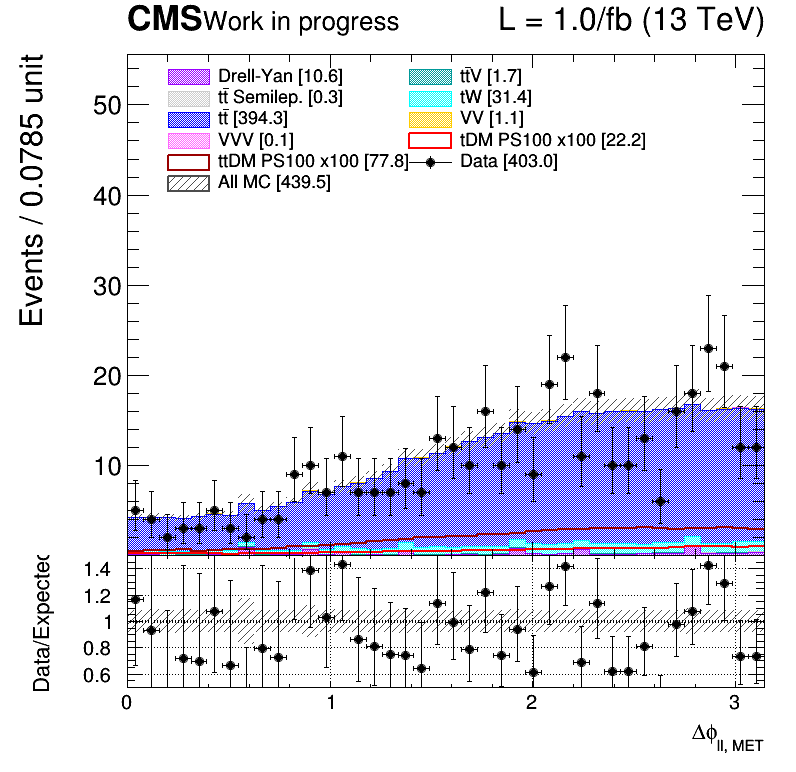 CMS Work in progress L = 1.0/fb (13 TeV)
Drell-Yan [10.6] tt̄V [1.7]
tt̄ Semilep. [0.3] tW [31.4]
tt̄ [394.3] VV [1.1]
VVV [0.1] tDM PS100 x100 [22.2]
ttDM PS100 x100 [77.8] Data [403.0]
All MC [439.5]
Events / 0.0785 unit
50
40
30
20
10
Data/Expected
1.4
1.2
1
0.8
0.6
0 1 2 3
Δϕll, MET